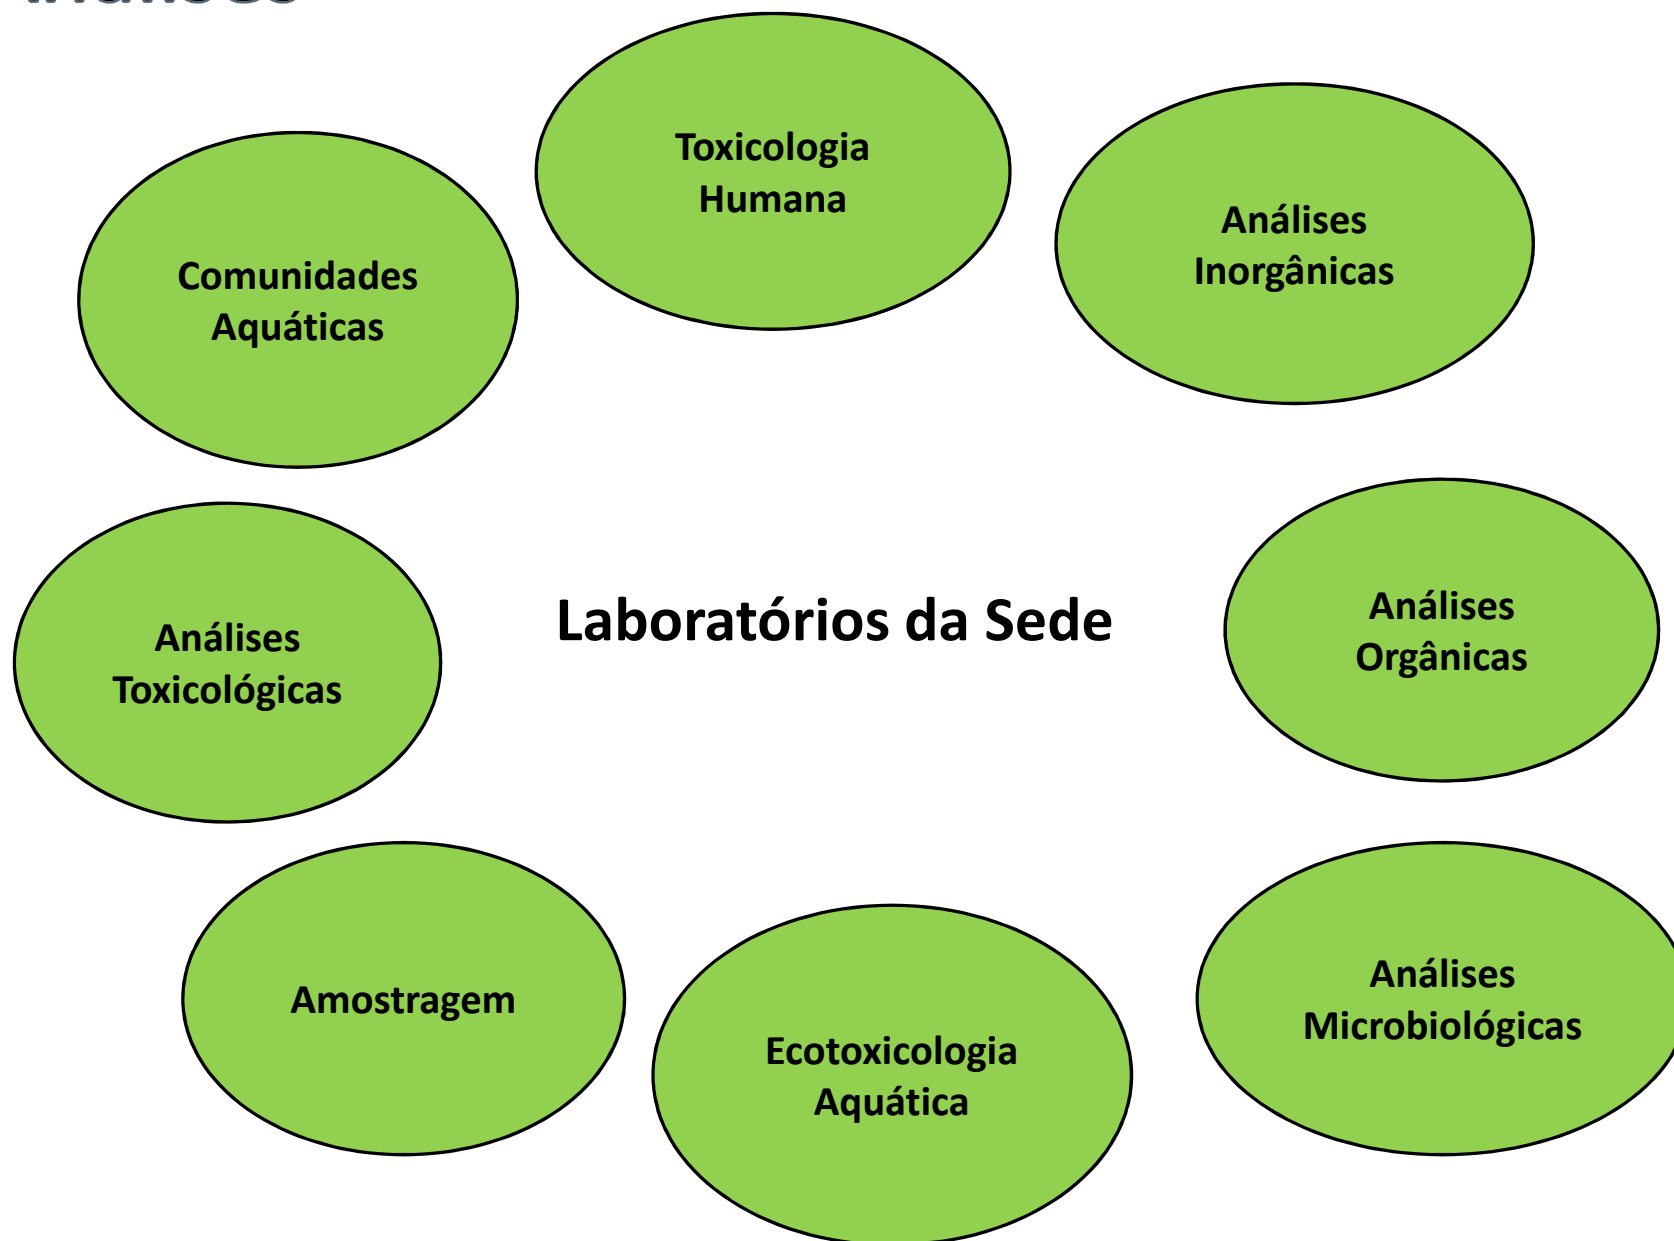 Toxicologia
Humana
Análises
Inorgânicas
Comunidades
Aquáticas
Análises
Toxicológicas
Laboratórios da Sede
Análises
Orgânicas
Amostragem
Ecotoxicologia
Aquática
Análises
Microbiológicas